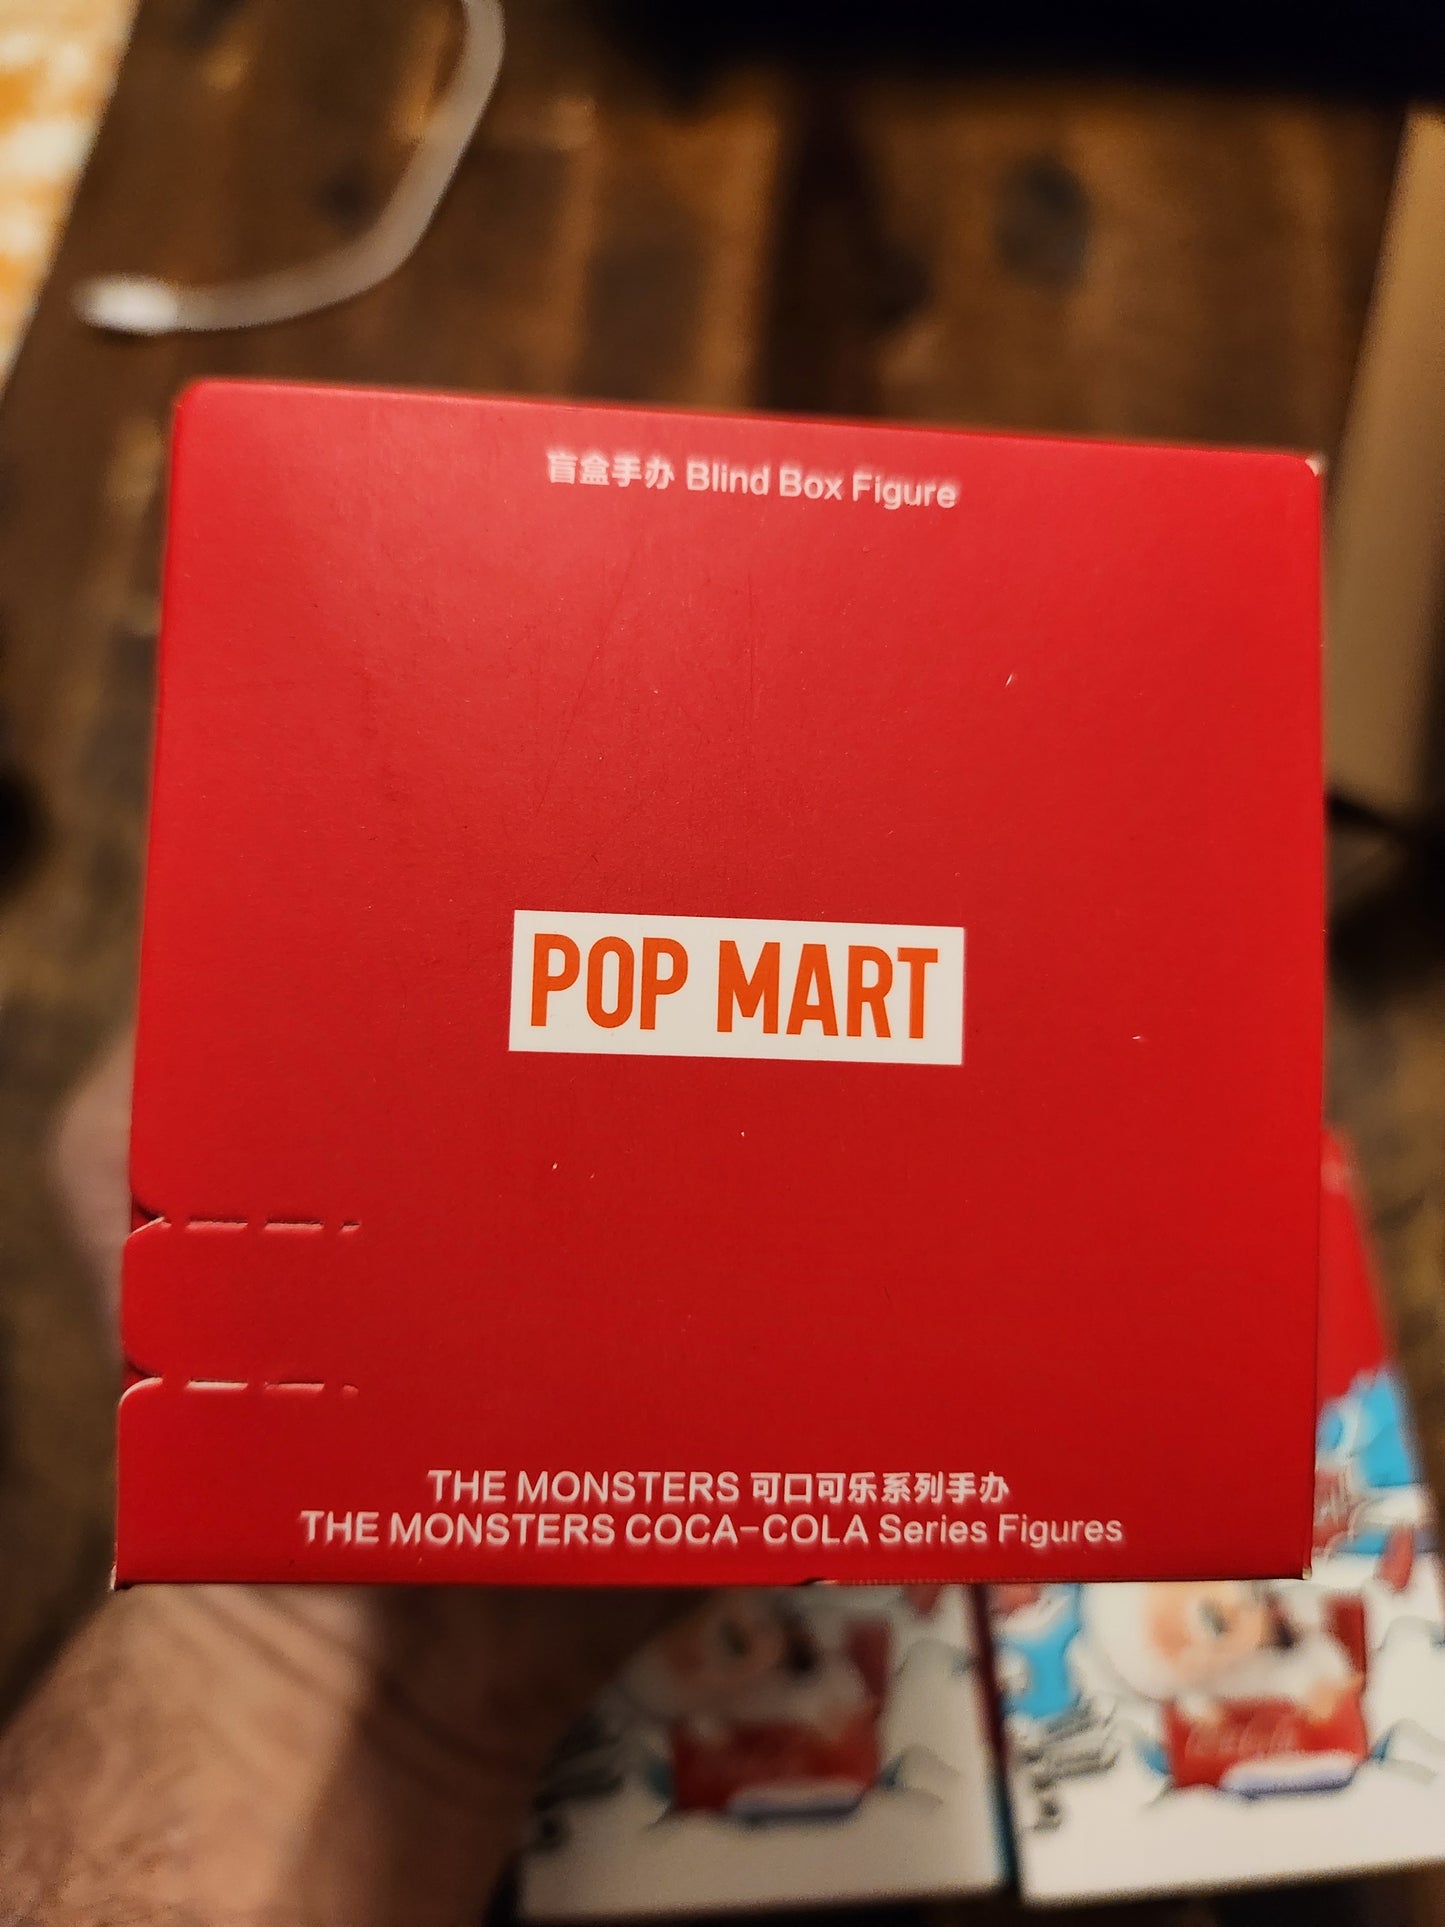 盲盒手办 Blind Box Figure
POP MART
THE MONSTERS 可口可乐系列手办
THE MONSTERS COCA-COLA Series Figures